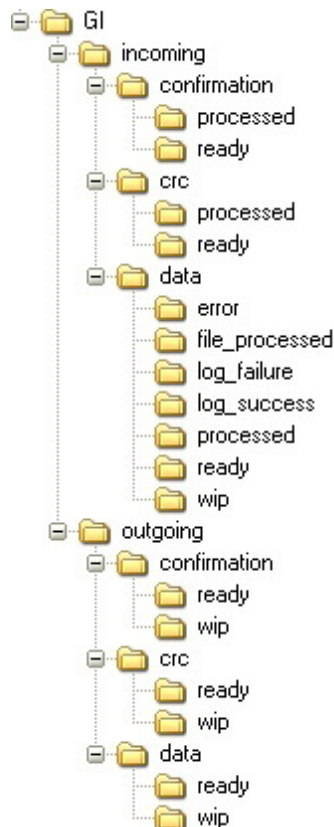 GI
incoming
confirmation
processed
ready
crc
processed
ready
data
error
file_processed
log_failure
log_success
processed
ready
wip
outgoing
confirmation
ready
wip
crc
ready
wip
data
ready
wip